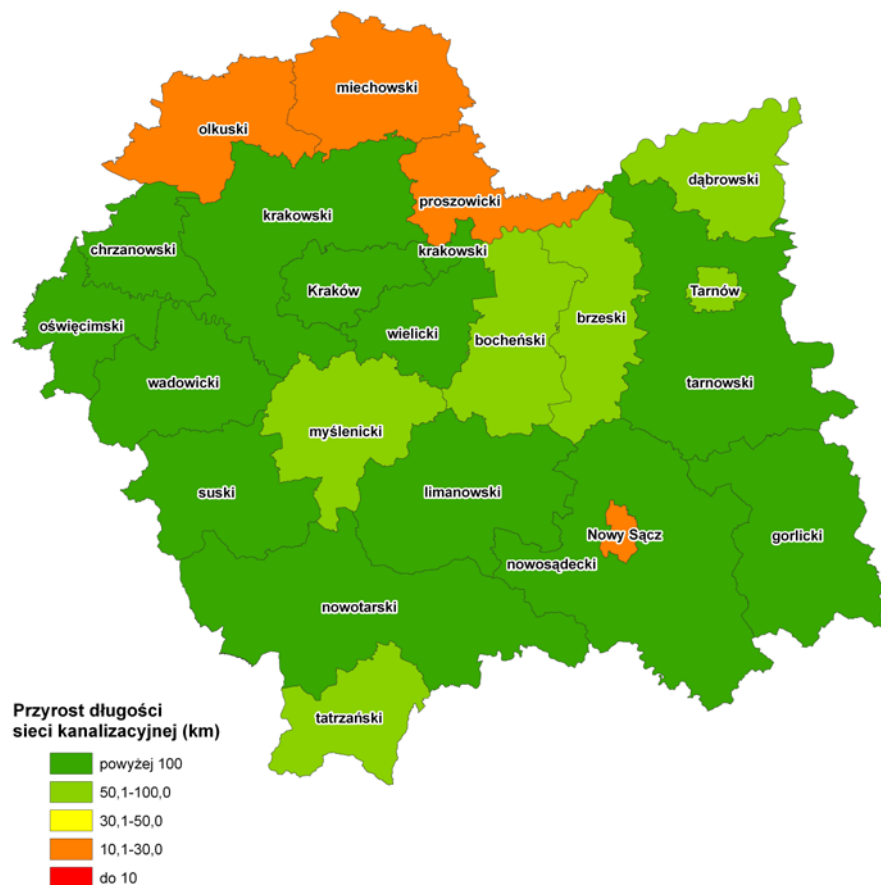 miechowski
olkuski
dąbrowski
proszowicki
krakowski
krakowski
chrzanowski
Kraków
Tarnów
oświęcimski
brzeski
wielicki
bocheński
wadowicki
tarnowski
myślenicki
suski
limanowski
Nowy Sącz
gorlicki
nowosądecki
nowotarski
tatrzański
Przyrost długości
sieci kanalizacyjnej (km)
powyżej 100
50,1-100,0
30,1-50,0
10,1-30,0
do 10